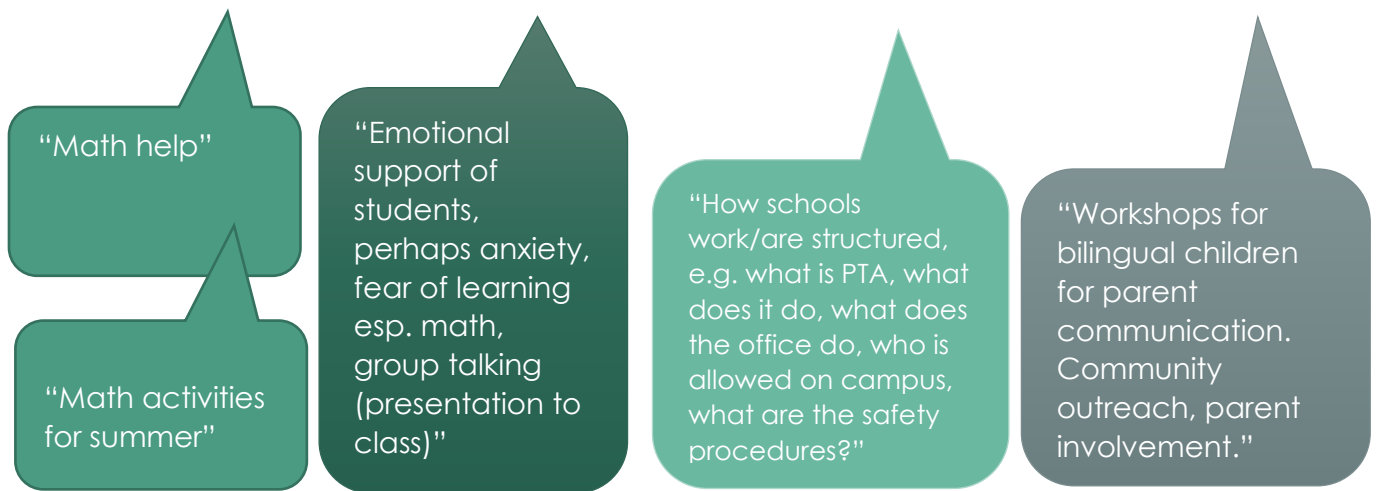 “Math help”
“Math activities
for summer”
“Emotional
support of
students,
perhaps anxiety,
fear of learning
esp. math,
group talking
(presentation to
class)”
“How schools
work/are structured,
e.g. what is PTA, what
does it do, what does
the office do, who is
allowed on campus,
what are the safety
procedures?”
“Workshops for
bilingual children
for parent
communication.
Community
outreach, parent
involvement.”